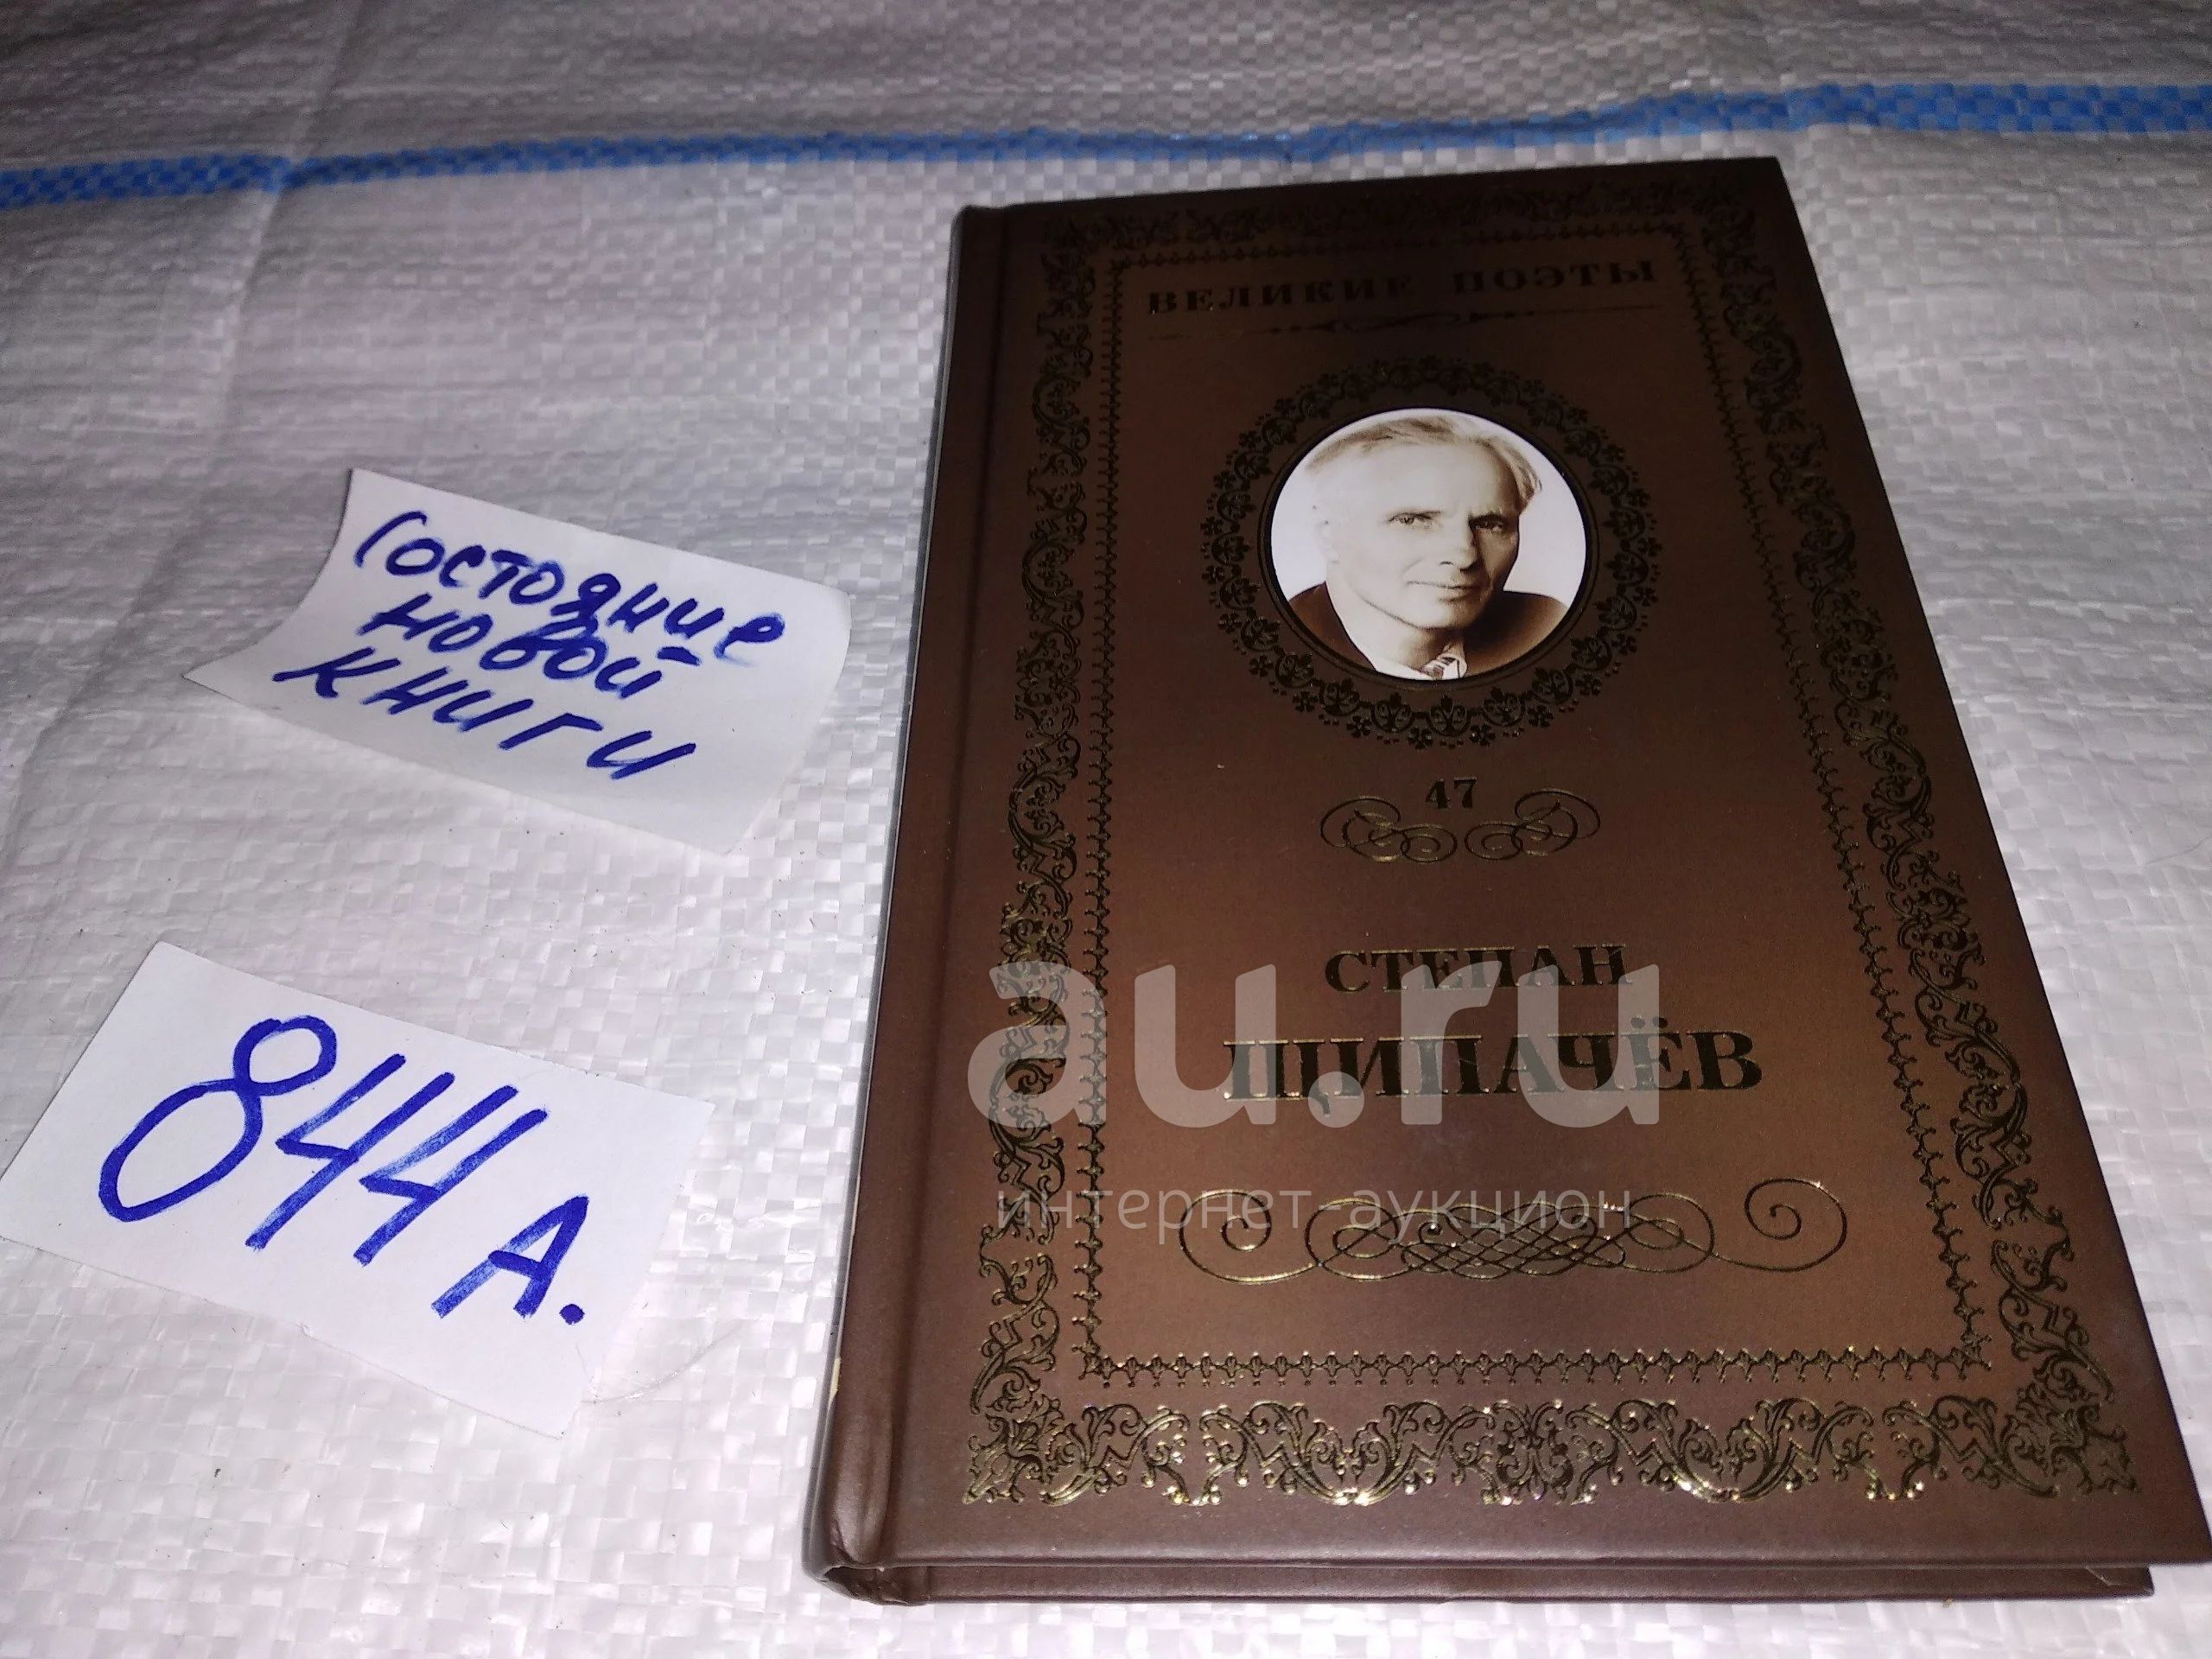 Состояние
новой
книги
844 А.
ВЕЛИКИЕ ПОЭТЫ
47
СТЕПАН
ЩИПАЧЁВ
au.ru
интернет-аукцион